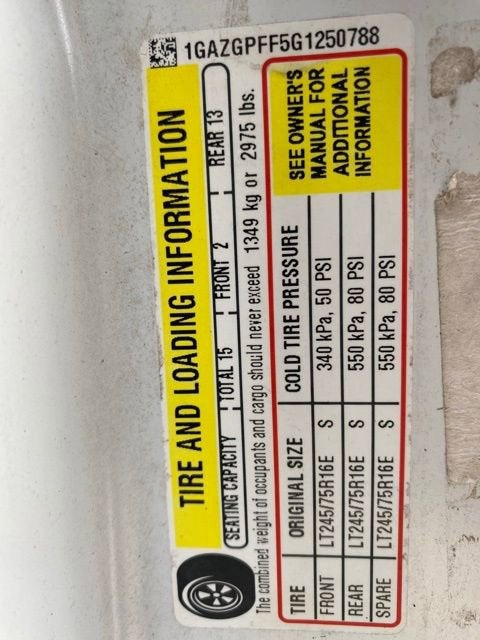 1GAZGPFF5G1250788
TIRE AND LOADING INFORMATION
SEATING CAPACITY TOTAL 15 FRONT 2 REAR 13
The combined weight of occupants and cargo should never exceed 1349 kg or 2975 lbs.
TIRE ORIGINAL SIZE COLD TIRE PRESSURE
FRONT LT245/75R16E S 340 kPa, 50 PSI
REAR LT245/75R16E S 550 kPa, 80 PSI
SPARE LT245/75R16E S 550 kPa, 80 PSI
SEE OWNER'S
MANUAL FOR
ADDITIONAL
INFORMATION